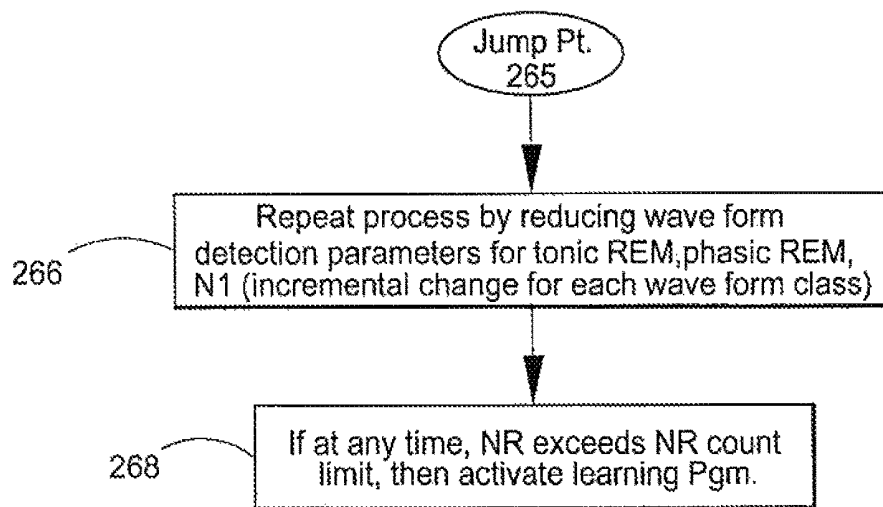 Jump Pt.
265
Repeat process by reducing wave form
detection parameters for tonic REM,phasic REM,
N1 (incremental change for each wave form class)
266
If at any time, NR exceeds NR count
limit, then activate learning Pgm.
268